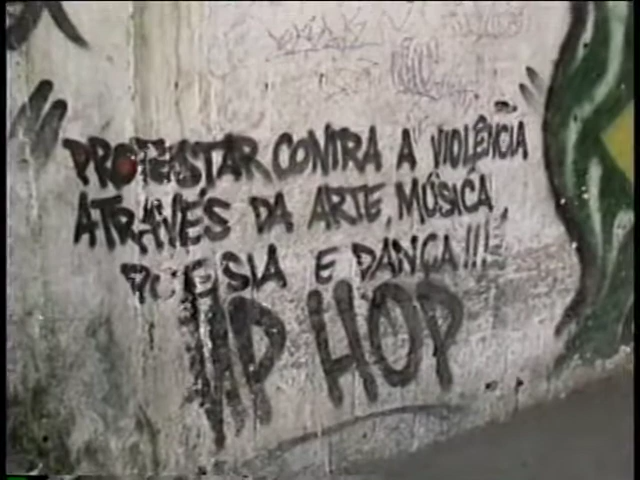 PROTESTAR CONTRA A VIOLÊNCIA
ATRAVÉS DA ARTE, MÚSICA,
POESIA E DANÇA!!!
HIP HOP